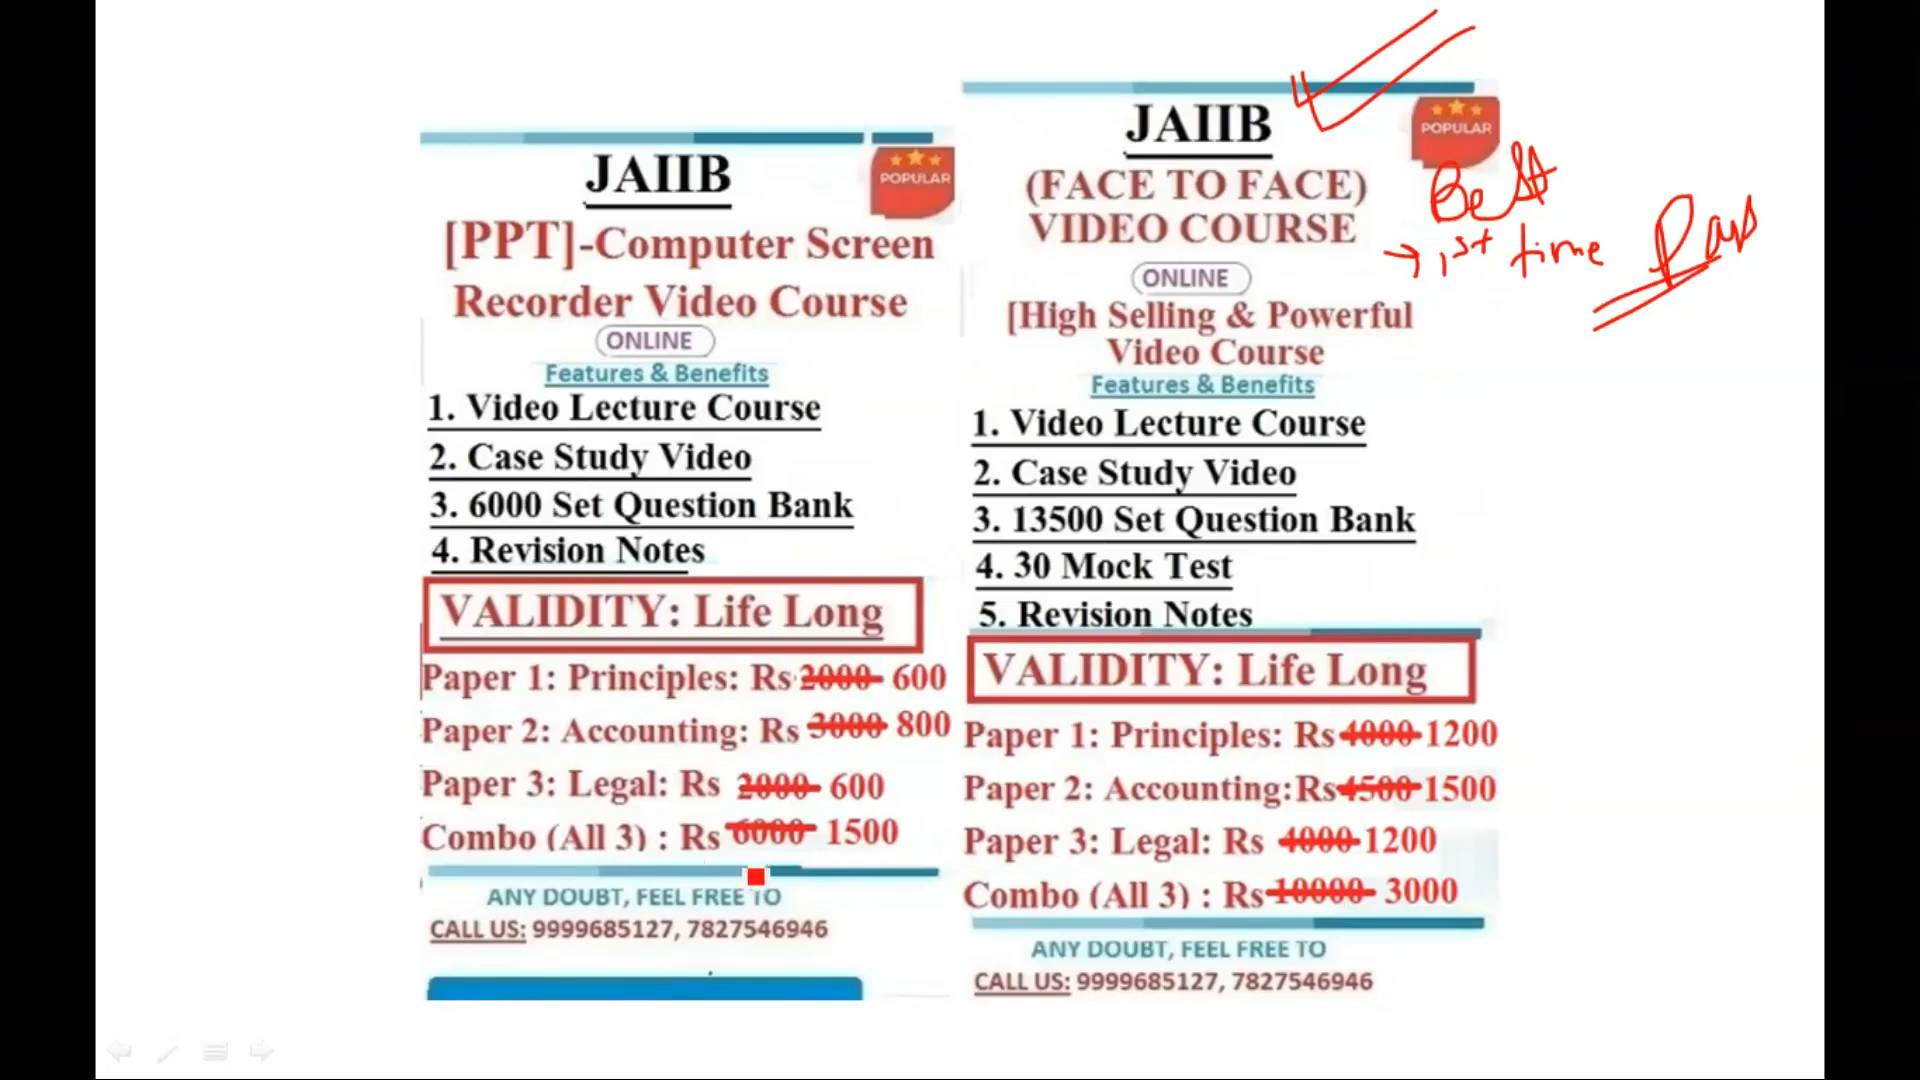 JAIIB
POPULAR
[PPT]-Computer Screen
Recorder Video Course
ONLINE
Features & Benefits
1. Video Lecture Course
2. Case Study Video
3. 6000 Set Question Bank
4. Revision Notes
VALIDITY: Life Long
Paper 1: Principles: Rs 2000 600
Paper 2: Accounting: Rs 3000 800
Paper 3: Legal: Rs 2000 600
Combo (All 3) : Rs 6000 1500
ANY DOUBT, FEEL FREE TO
CALL US: 9999685127, 7827546946
JAIIB
POPULAR
(FACE TO FACE)
VIDEO COURSE
ONLINE
[High Selling & Powerful
Video Course
Features & Benefits
1. Video Lecture Course
2. Case Study Video
3. 13500 Set Question Bank
4. 30 Mock Test
5. Revision Notes
VALIDITY: Life Long
Paper 1: Principles: Rs 4000 1200
Paper 2: Accounting: Rs 4500 1500
Paper 3: Legal: Rs 4000 1200
Combo (All 3) : Rs 10000 3000
ANY DOUBT, FEEL FREE TO
CALL US: 9999685127, 7827546946
Best
→ 1st time Pass